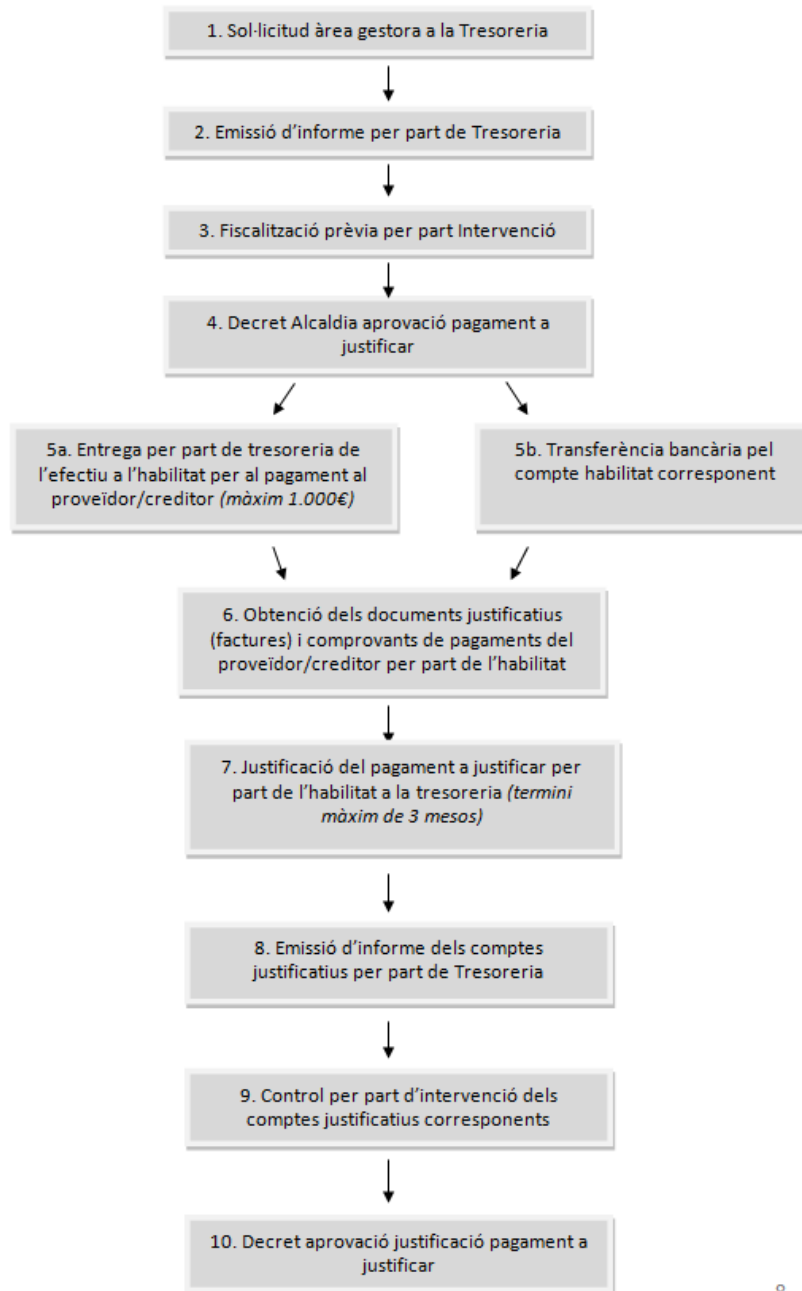 1. Sol·licitud àrea gestora a la Tresoreria
2. Emissió d’informe per part de Tresoreria
3. Fiscalització prèvia per part Intervenció
4. Decret Alcaldia aprovació pagament a
justificar
5a. Entrega per part de tresoreria de
l’efectiu a l’habilitat per al pagament al
proveïdor/creditor (màxim 1.000€)
5b. Transferència bancària pel
compte habilitat corresponent
6. Obtenció dels documents justificatius
(factures) i comprovants de pagaments del
proveïdor/creditor per part de l’habilitat
7. Justificació del pagament a justificar per
part de l’habilitat a la tresoreria (termini
màxim de 3 mesos)
8. Emissió d’informe dels comptes
justificatius per part de Tresoreria
9. Control per part d’intervenció dels
comptes justificatius corresponents
10. Decret aprovació justificació pagament a
justificar